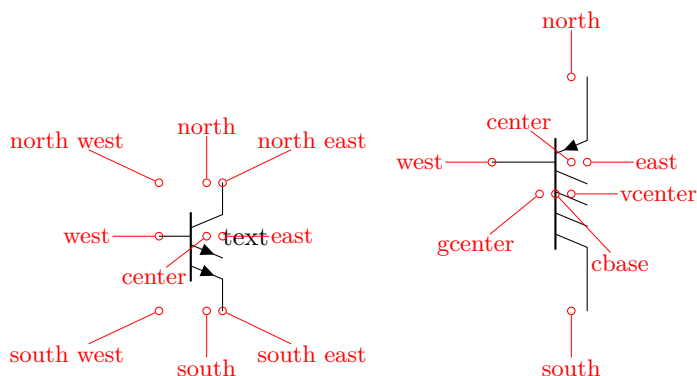 north
north
north west
north east
center
west
east
vcenter
west
text
east
gcenter
cbase
center
south west
south
south east
south